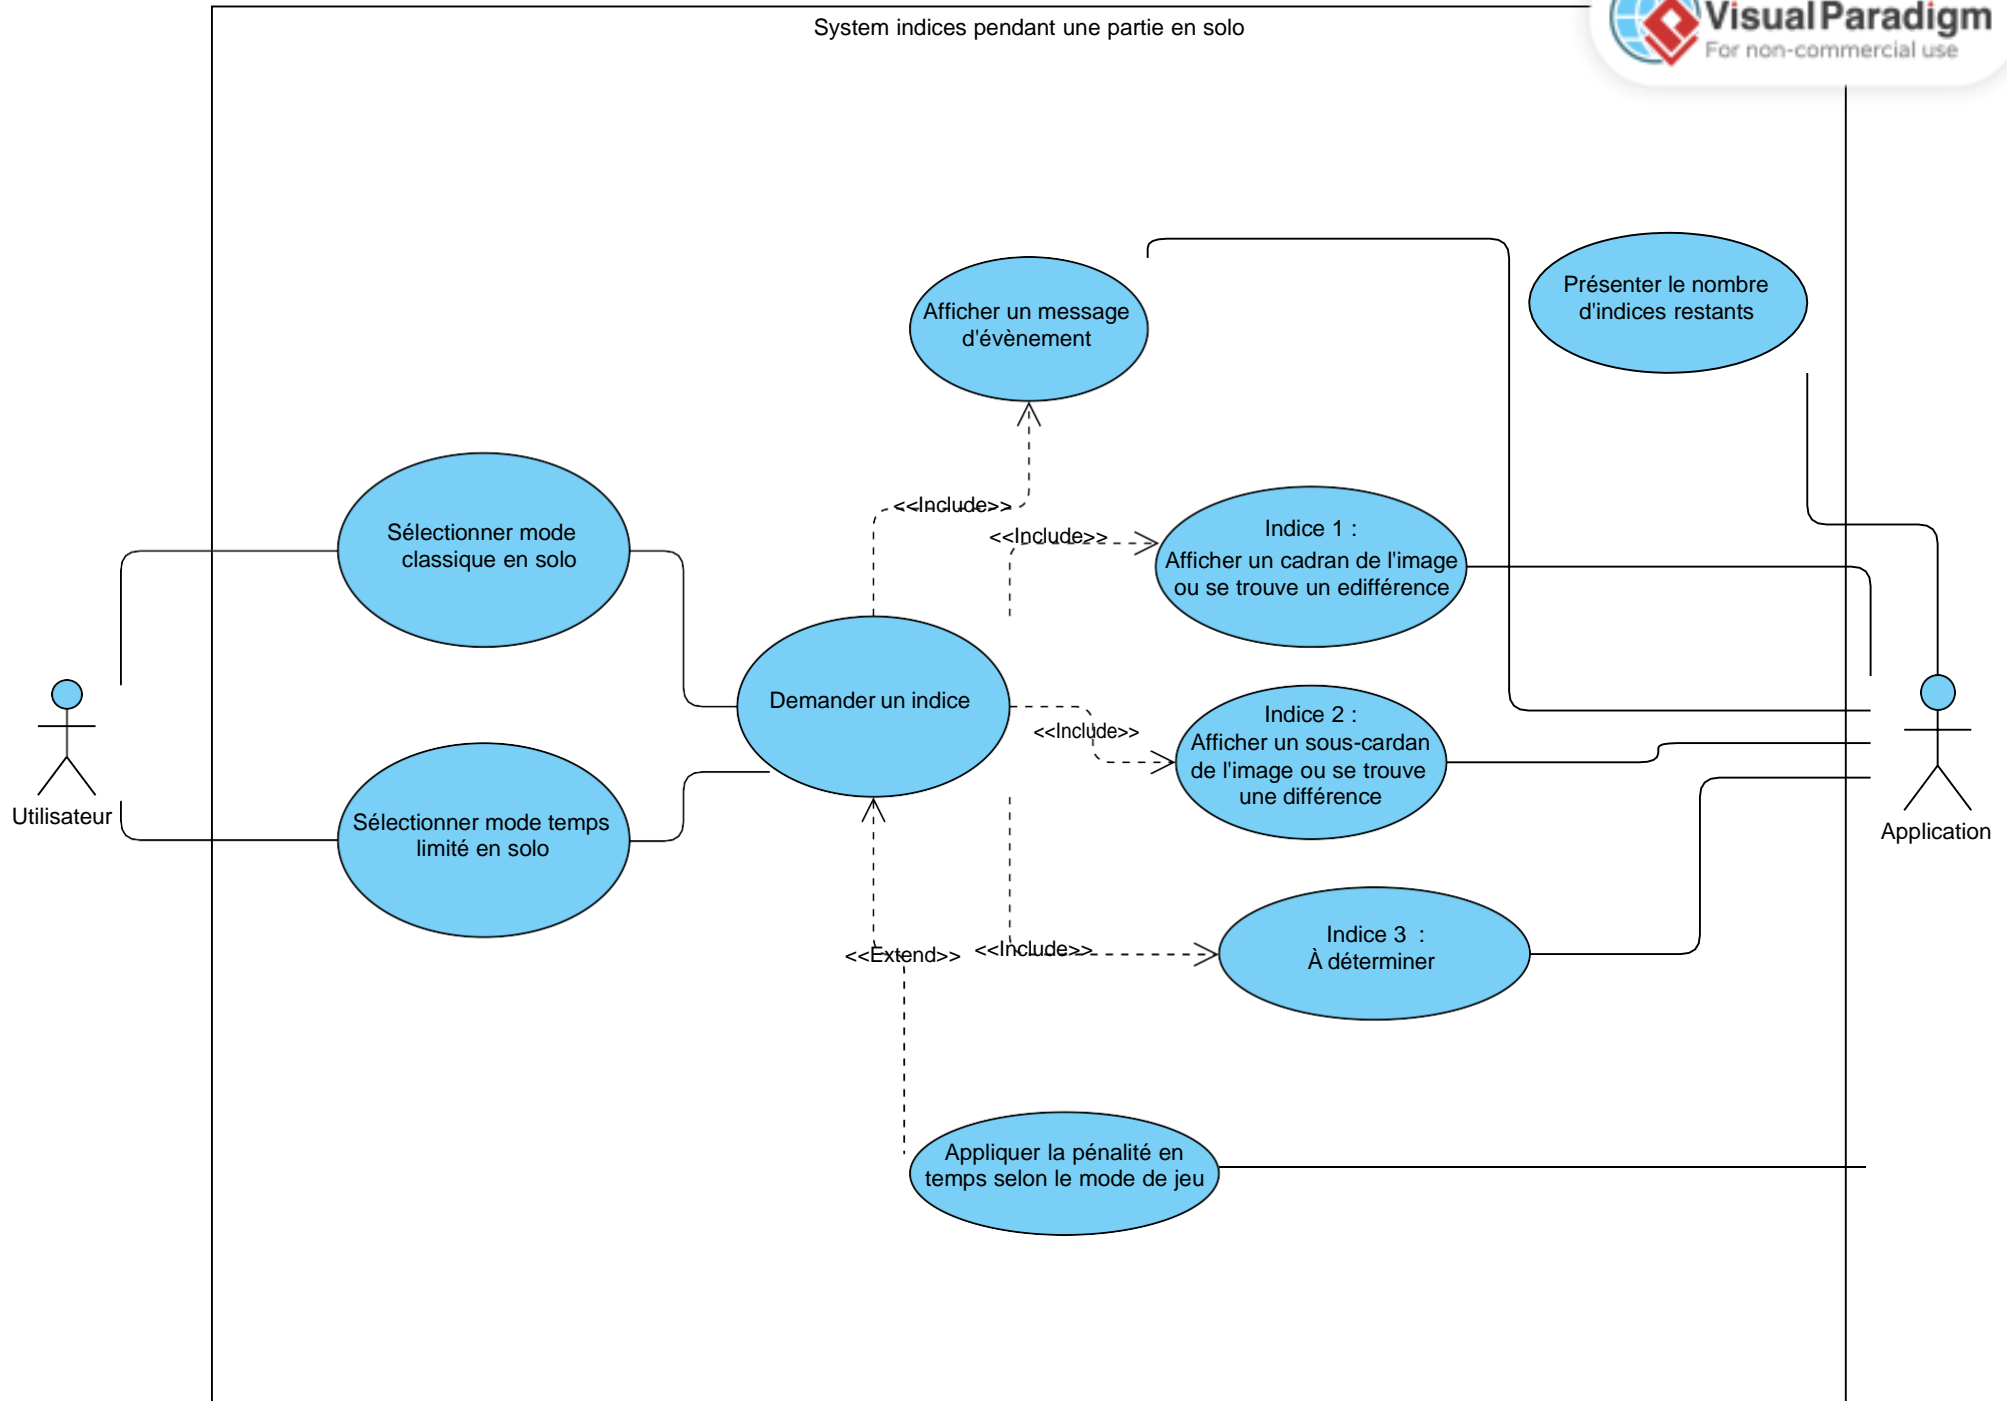 System indices pendant une partie en solo
VisualParadigm
For non-commercial use
Présenter le nombre
d'indices restants
Afficher un message
d'évènement
<<Include>>
<<Include>>
Indice 1 :
Afficher un cadran de l'image
ou se trouve un edifférence
Sélectionner mode
classique en solo
Demander un indice
<<Include>>
Indice 2 :
Afficher un sous-cardan
de l'image ou se trouve
une différence
Utilisateur
Application
Sélectionner mode temps
limité en solo
<<Extend>>
<<Include>>
Indice 3  :
À déterminer
Appliquer la pénalité en
temps selon le mode de jeu